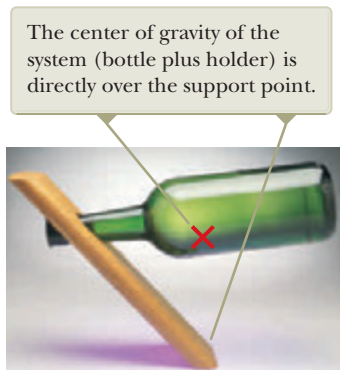 The center of gravity of the
system (bottle plus holder) is
directly over the support point.